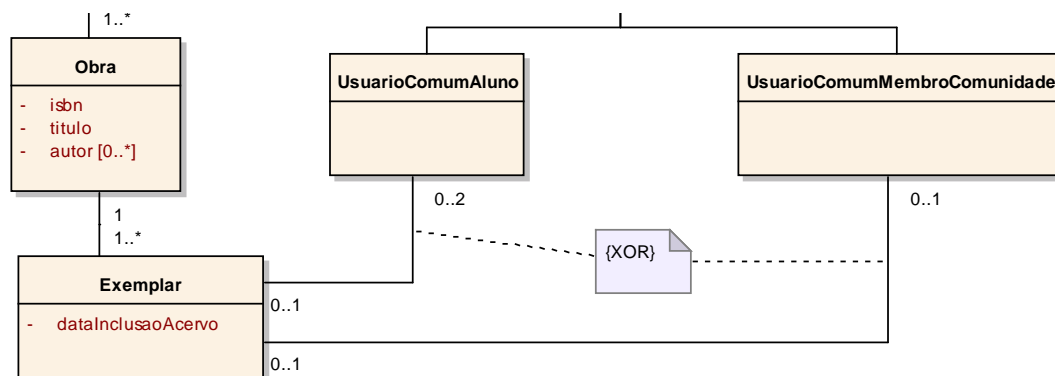 1..*
Obra
- isbn
- titulo
- autor [0..*]
UsuarioComumAluno
UsuarioComumMembroComunidade
1
1..*
0..2
0..1
{XOR}
Exemplar
- dataInclusaoAcervo
0..1
0..1